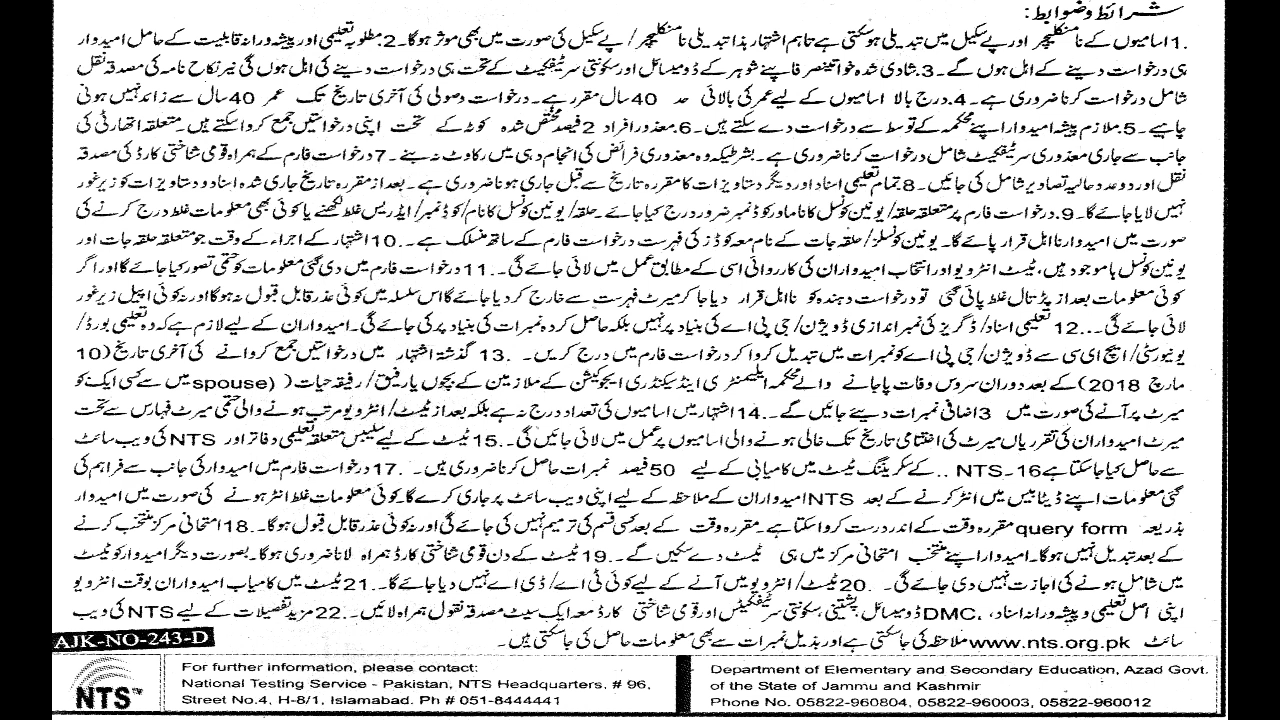 شرائط وضوابط:
1. اسامیوں کے نامنکلیچر اور پے سکیل میں تبدیلی ہو سکتی ہے تاہم اشتہار ہذا تبدیلی نامنکلیچر/ پے سکیل کی صورت میں بھی موثر ہوگا۔ 2. مطلوبہ تعلیمی اور پیشہ ورانہ قابلیت کے حامل امیدوار
ہی درخواست دینے کے اہل ہوں گے۔ 3. شادی شدہ خواتین صرف اپنے شوہر کے ڈومیسائل اور سکونتی سرٹیفکیٹ کے تحت ہی درخواست دینے کی اہل ہوں گی نیز نکاح نامہ کی مصدقہ نقل
شامل درخواست کرنا ضروری ہے۔ 4. درج بالا اسامیوں کے لیے عمر کی بالائی حد 40 سال مقرر ہے۔ درخواست وصولی کی آخری تاریخ تک عمر 40 سال سے زائد نہیں ہونی
چاہیے۔ 5. ملازم پیشہ امیدوار اپنے محکمہ کے توسط سے درخواست دے سکتے ہیں۔ 6. معذور افراد 2 فیصد مختص شدہ کوٹہ کے تحت اپنی درخواستیں جمع کروا سکتے ہیں۔ متعلقہ اتھارٹی کی
جانب سے جاری معذوری سرٹیفکیٹ شامل درخواست کرنا ضروری ہے۔ بشرطیکہ وہ معذوری فرائض کی انجام دہی میں رکاوٹ نہ بنے۔ 7 درخواست فارم کے ہمراہ قومی شناختی کارڈ کی مصدقہ
نقل اور دو عدد حالیہ تصاویر شامل کی جائیں۔ 8. تمام تعلیمی اسناد اور دیگر دستاویزات کا مقررہ تاریخ سے قبل جاری ہونا ضروری ہے۔ بعد از مقررہ تاریخ جاری شدہ اسناد و دستاویزات کو زیر غور
نہیں لایا جائے گا۔ 9. درخواست فارم پر متعلقہ حلقہ/ یونین کونسل کا نام اور کوڈ نمبر ضرور درج کیا جائے۔ حلقہ/ یونین کونسل کا نام/ کوڈ نمبر/ ایڈریس غلط لکھنے یا کوئی بھی معلومات غلط درج کرنے کی
صورت میں امیدوار نااہل قرار پائے گا۔ یونین کونسلز/ حلقہ جات کے نام معہ کوڈز کی فہرست درخواست فارم کے ساتھ منسلک ہے۔ . 10 اشتہار کے اجراء کے وقت جو متعلقہ حلقہ جات اور
یونین کونسل ہا موجود ہیں، ٹیسٹ انٹرویو اور انتخاب امیدواران کی کارروائی اسی کے مطابق عمل میں لائی جائے گی۔ . 11 درخواست فارم میں دی گئی معلومات کو حتمی تصور کیا جائے گا اور اگر
کوئی معلومات بعد از پڑتال غلط پائی گئی تو درخواست دہندہ کو نااہل قرار دیا جا کر میرٹ فہرست سے خارج کر دیا جائے گا اس سلسلہ میں کوئی عذر قابل قبول نہ ہوگا اور نہ کوئی اپیل زیر غور
لائی جائے گی۔ .. 12 تعلیمی اسناد/ ڈگریز کی نمبر اندازی ڈویژن/ جی پی اے کی بنیاد پر نہیں بلکہ حاصل کردہ نمبرات کی بنیاد پر کی جائے گی۔ امیدواران کے لیے لازم ہے کہ وہ تعلیمی بورڈ/
یونیورسٹی/ ایچ ای سی سے ڈویژن/ جی پی اے کو نمبرات میں تبدیل کروا کر درخواست فارم میں درج کریں۔ . 13 گذشتہ اشتہار میں درخواستیں جمع کروانے کی آخری تاریخ (10
مارچ 2018) کے بعد دوران سروس وفات پا جانے والے محکمہ ایلیمنٹری اینڈ سیکنڈری ایجوکیشن کے ملازمین کے بچوں یا رفیق/ رفیقہ حیات ( (spouse میں سے کسی ایک کو
میرٹ پر آنے کی صورت میں 3 اضافی نمبرات دیئے جائیں گے۔ . 14 اشتہار میں اسامیوں کی تعداد درج نہ ہے بلکہ بعد از ٹیسٹ/ انٹرویو مرتب ہونے والی حتمی میرٹ فہارس سے تحت
میرٹ امیدواران کی تقرریاں میرٹ کی اختتامی تاریخ تک خالی ہونے والی اسامیوں پر عمل میں لائی جائیں گی۔ . 15 ٹیسٹ کے لیے سلیبس متعلقہ تعلیمی دفاتر اور NTS کی ویب سائٹ
سے حاصل کیا جا سکتا ہے 16۔ NTS .. کے سکریننگ ٹیسٹ میں کامیابی کے لیے 50 فیصد نمبرات حاصل کرنا ضروری ہیں۔ . 17 درخواست فارم میں امیدوار کی جانب سے فراہم کی
گئی معلومات اپنے ڈیٹا بیس میں انٹر کرنے کے بعد NTS امیدواران کے ملاحظہ کے لیے اپنی ویب سائٹ پر جاری کرے گا۔ کوئی معلومات غلط انٹر ہونے کی صورت میں امیدوار
بذریعہ query form مقررہ وقت کے اندر درست کروا سکتا ہے۔ مقررہ وقت کے بعد کسی قسم کی ترمیم نہیں کی جائے گی اور نہ کوئی عذر قابل قبول ہوگا۔ . 18 امتحانی مرکز منتخب کرنے
کے بعد تبدیل نہیں ہوگا۔ امیدوار اپنے منتخب امتحانی مرکز میں ہی ٹیسٹ دے سکیں گے۔ . 19 ٹیسٹ کے دن قومی شناختی کارڈ ہمراہ لانا ضروری ہوگا۔ بصورت دیگر امیدوار کو ٹیسٹ
میں شامل ہونے کی اجازت نہیں دی جائے گی۔ . 20 ٹیسٹ/ انٹرویو میں آنے کے لیے کوئی ٹی اے/ ڈی اے نہیں دیا جائے گا۔ . 21 ٹیسٹ میں کامیاب امیدواران بوقت انٹرویو
اپنی اصل تعلیمی و پیشہ ورانہ اسناد، DMC، ڈومیسائل، پشتینی، سکونتی سرٹیفکیٹس اور قومی شناختی کارڈ معہ ایک سیٹ مصدقہ نقول ہمراہ لائیں۔ . 22 مزید تفصیلات کے لیے NTS کی ویب
سائٹ www.nts.org.pk ملاحظہ کی جا سکتی ہے اور بذیل نمبرات سے بھی معلومات حاصل کی جا سکتی ہیں۔
AJK-NO-243-D
NTS™
For further information, please contact:
National Testing Service - Pakistan, NTS Headquarters, # 96,
Street No.4, H-8/1, Islamabad. Ph # 051-8444441
Department of Elementary and Secondary Education, Azad Govt.
of the State of Jammu and Kashmir
Phone No. 05822-960804, 05822-960003, 05822-960012